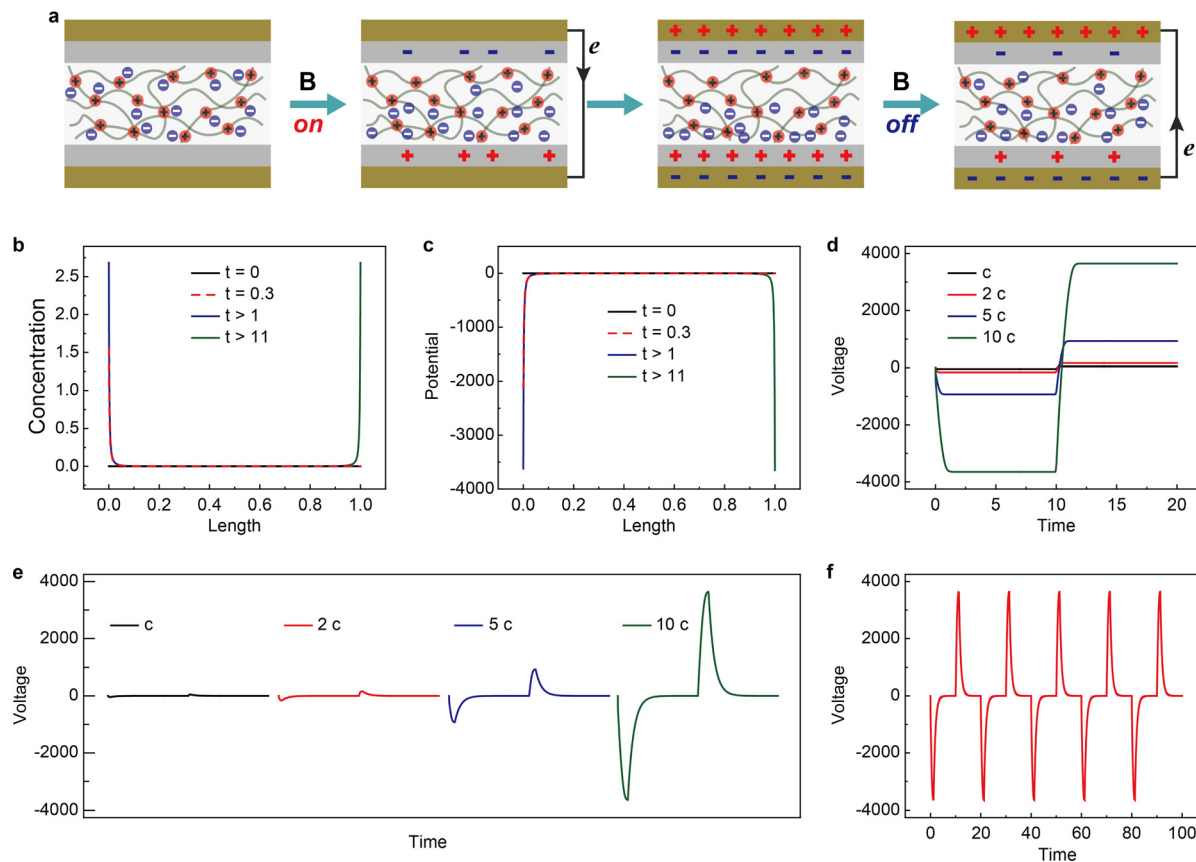 a
B
on
e
B
off
e
b
Concentration
2.5
2.0
1.5
1.0
0.5
0.0
t = 0
t = 0.3
t > 1
t > 11
0.0 0.2 0.4 0.6 0.8 1.0
Length
c
Potential
0
-1000
-2000
-3000
-4000
t = 0
t = 0.3
t > 1
t > 11
0.0 0.2 0.4 0.6 0.8 1.0
Length
d
Voltage
4000
2000
0
-2000
-4000
c
2 c
5 c
10 c
0 5 10 15 20
Time
e
Voltage
4000
2000
0
-2000
-4000
c 2 c 5 c 10 c
Time
f
Voltage
4000
2000
0
-2000
-4000
0 20 40 60 80 100
Time